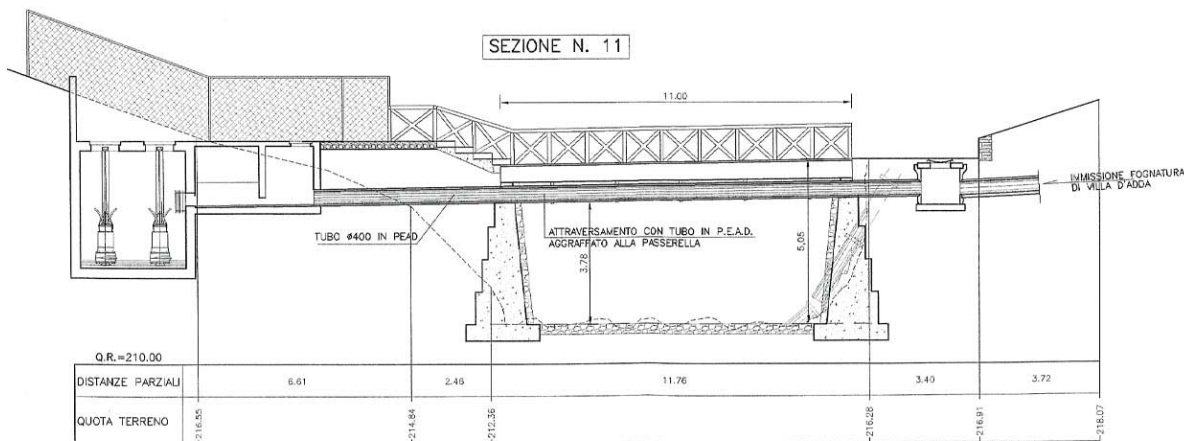 SEZIONE N. 11
11.00
IMMISSIONE FOGNATURA
DI VILLA D'ADDA
TUBO ø400 IN PEAD
ATTRAVERSAMENTO CON TUBO IN P.E.A.D.
AGGRAFFATO ALLA PASSERELLA
3,78
5,05
Q.R.=210.00
DISTANZE PARZIALI 6.61 2.46 11.76 3.40 3.72
QUOTA TERRENO -216.55 -214.84 -212.36 -216.28 -216.91 -218.07